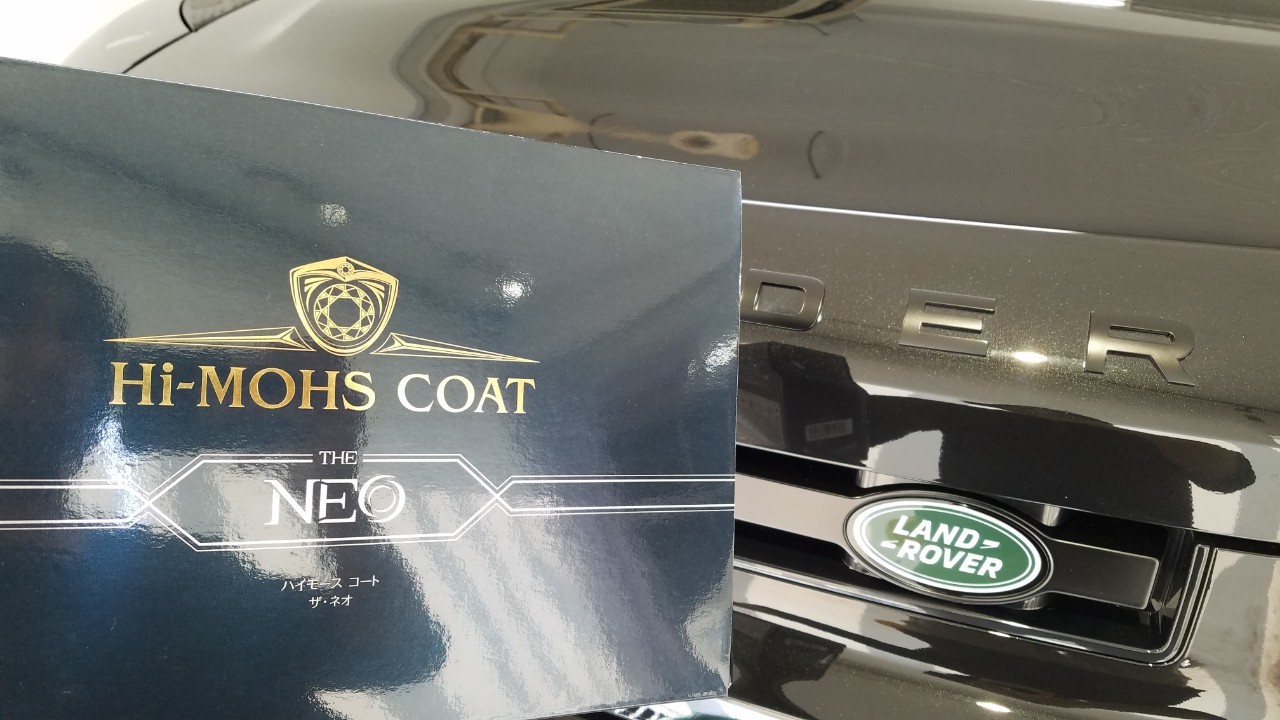 Hi-MOHS COAT
THE
NEO
ハイモース コート
ザ・ネオ
DER
LAND
ROVER